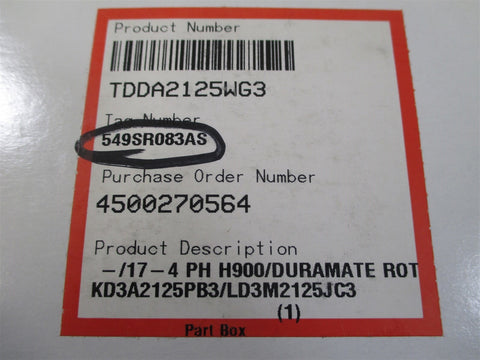 Product Number
TDDA2125WG3
Tag Number
549SR083AS
Purchase Order Number
4500270564
Product Description
-/17-4 PH H900/DURAMATE ROT
KD3A2125PB3/LD3M2125JC3
(1)
Part Box